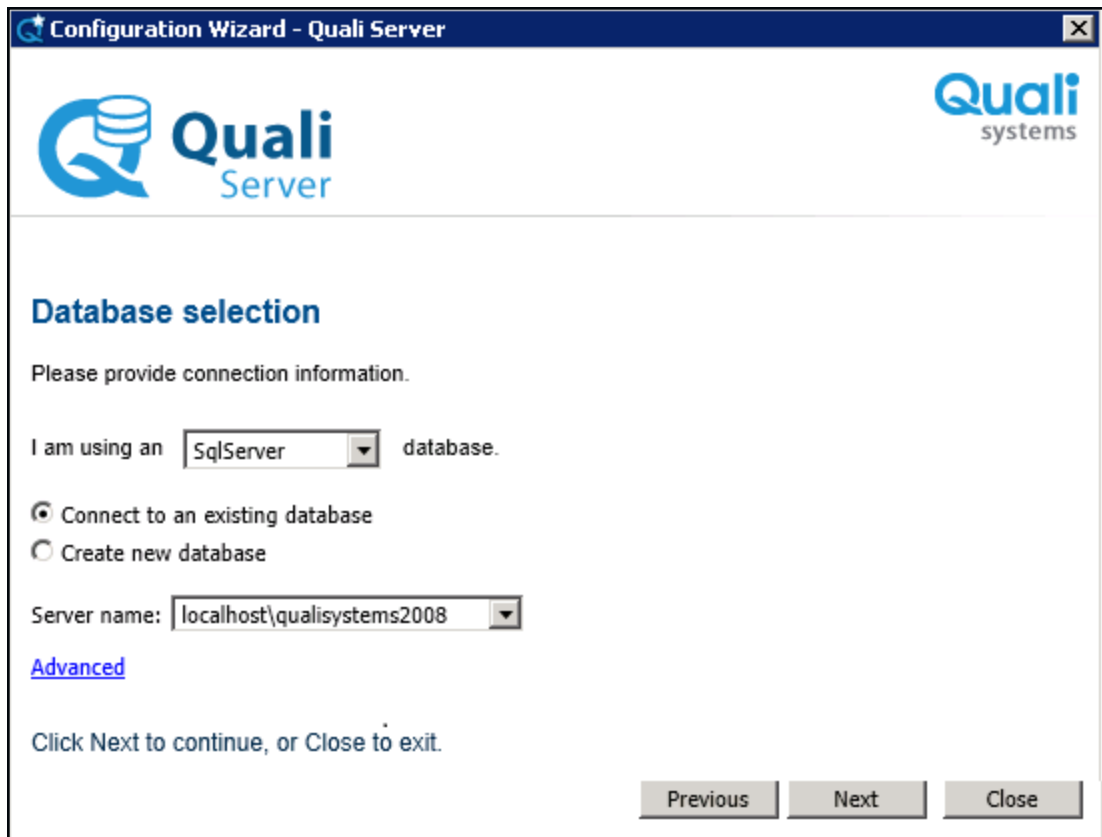 Configuration Wizard - Quali Server
Quali
systems
Quali
Server
Database selection
Please provide connection information.
I am using an SqlServer database.
Connect to an existing database
Create new database
Server name: localhost\qualisystems2008
Advanced
Click Next to continue, or Close to exit.
Previous Next Close